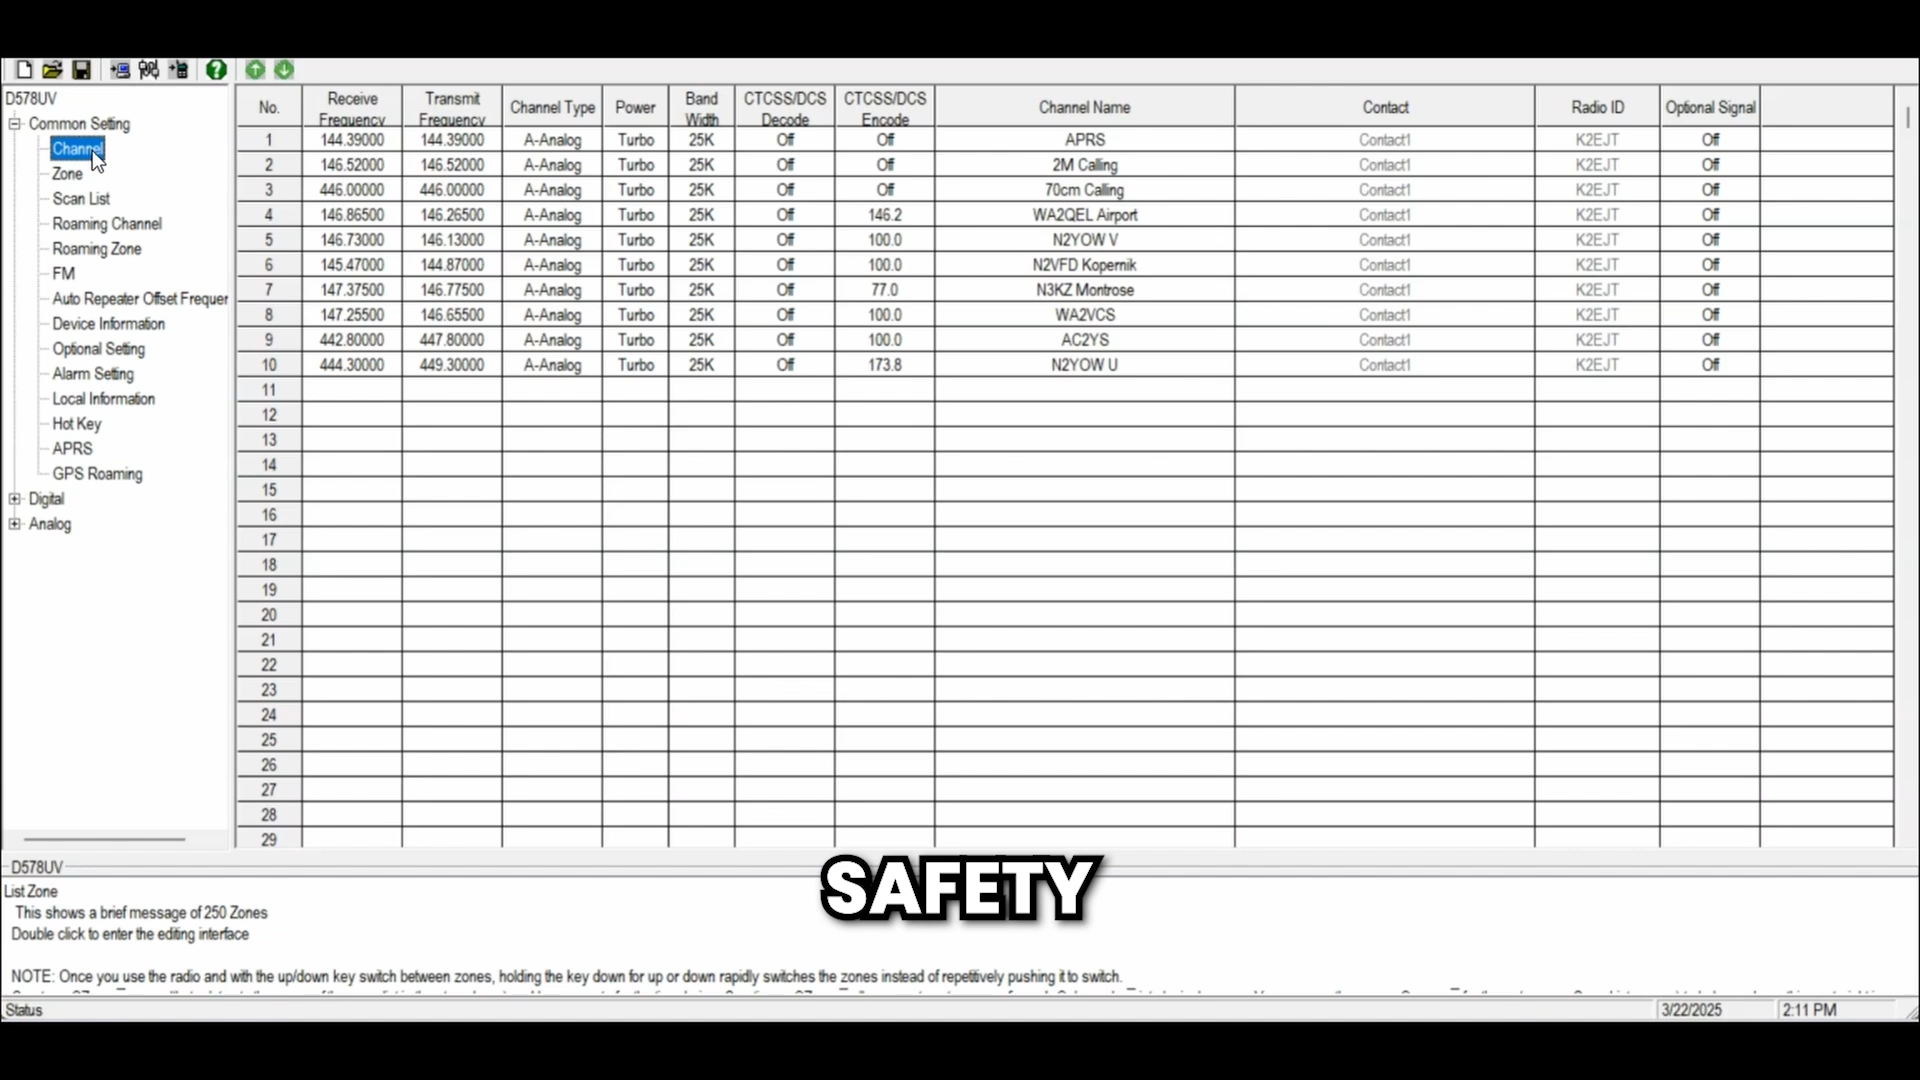 D578UV
Common Setting
Channel
Zone
Scan List
Roaming Channel
Roaming Zone
FM
Auto Repeater Offset Frequer
Device Information
Optional Setting
Alarm Setting
Local Information
Hot Key
APRS
GPS Roaming
Digital
Analog
No. Receive Frequency Transmit Frequency Channel Type Power Band Width CTCSS/DCS Decode CTCSS/DCS Encode Channel Name Contact Radio ID Optional Signal
1 144.39000 144.39000 A-Analog Turbo 25K Off Off APRS Contact1 K2EJT Off
2 146.52000 146.52000 A-Analog Turbo 25K Off Off 2M Calling Contact1 K2EJT Off
3 446.00000 446.00000 A-Analog Turbo 25K Off Off 70cm Calling Contact1 K2EJT Off
4 146.86500 146.26500 A-Analog Turbo 25K Off 146.2 WA2QEL Airport Contact1 K2EJT Off
5 146.73000 146.13000 A-Analog Turbo 25K Off 100.0 N2YOW V Contact1 K2EJT Off
6 145.47000 144.87000 A-Analog Turbo 25K Off 100.0 N2VFD Kopernik Contact1 K2EJT Off
7 147.37500 146.77500 A-Analog Turbo 25K Off 77.0 N3KZ Montrose Contact1 K2EJT Off
8 147.25500 146.65500 A-Analog Turbo 25K Off 100.0 WA2VCS Contact1 K2EJT Off
9 442.80000 447.80000 A-Analog Turbo 25K Off 100.0 AC2YS Contact1 K2EJT Off
10 444.30000 449.30000 A-Analog Turbo 25K Off 173.8 N2YOW U Contact1 K2EJT Off
11
12
13
14
15
16
17
18
19
20
21
22
23
24
25
26
27
28
29
D578UV
List Zone
This shows a brief message of 250 Zones
Double click to enter the editing interface
NOTE: Once you use the radio and with the up/down key switch between zones, holding the key down for up or down rapidly switches the zones instead of repetitively pushing it to switch.
SAFETY
Status 3/22/2025 2:11 PM